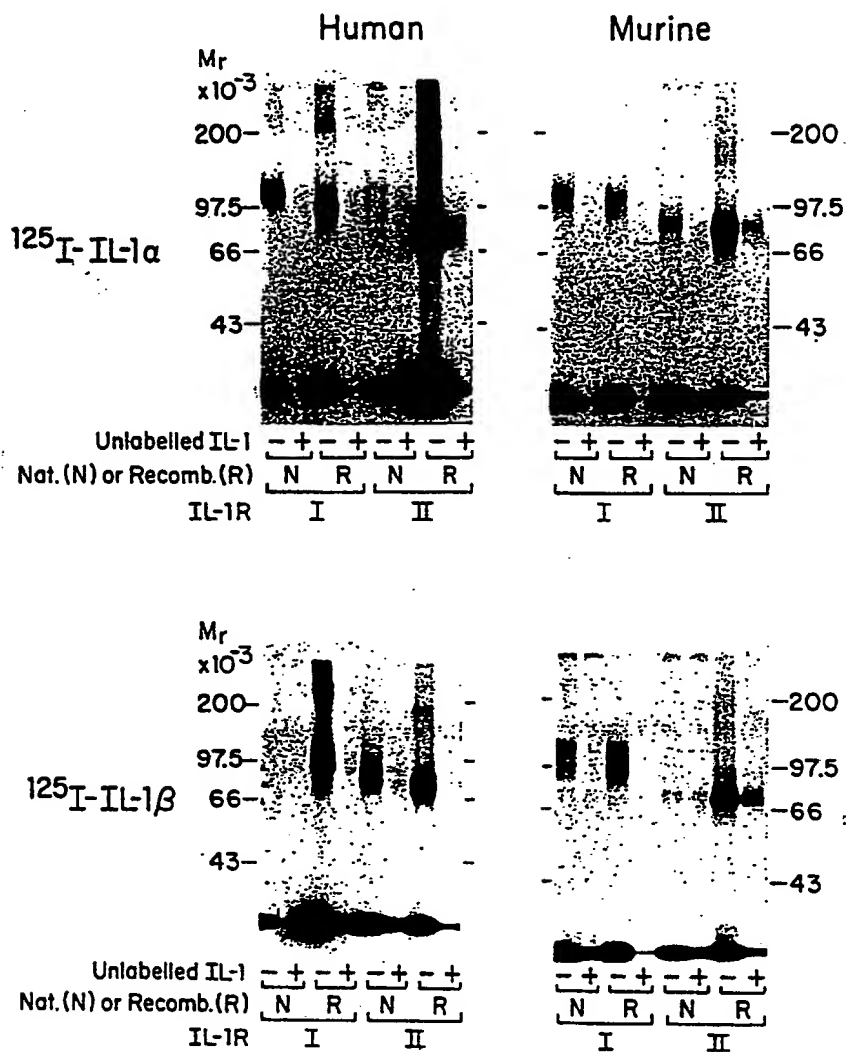 Human Murine
Mr
x10⁻³
200– –200
97.5– –97.5
66– –66
43– –43
¹²⁵I-IL-1α
Unlabelled IL-1 – + – + – + – + – + – + – + – +
Nat.(N) or Recomb.(R) N R N R N R N R
IL-1R I II I II
Mr
x10⁻³
200– –200
97.5– –97.5
66– –66
43– –43
¹²⁵I-IL-1β
Unlabelled IL-1 – + – + – + – + – + – + – + – +
Nat.(N) or Recomb.(R) N R N R N R N R
IL-1R I II I II